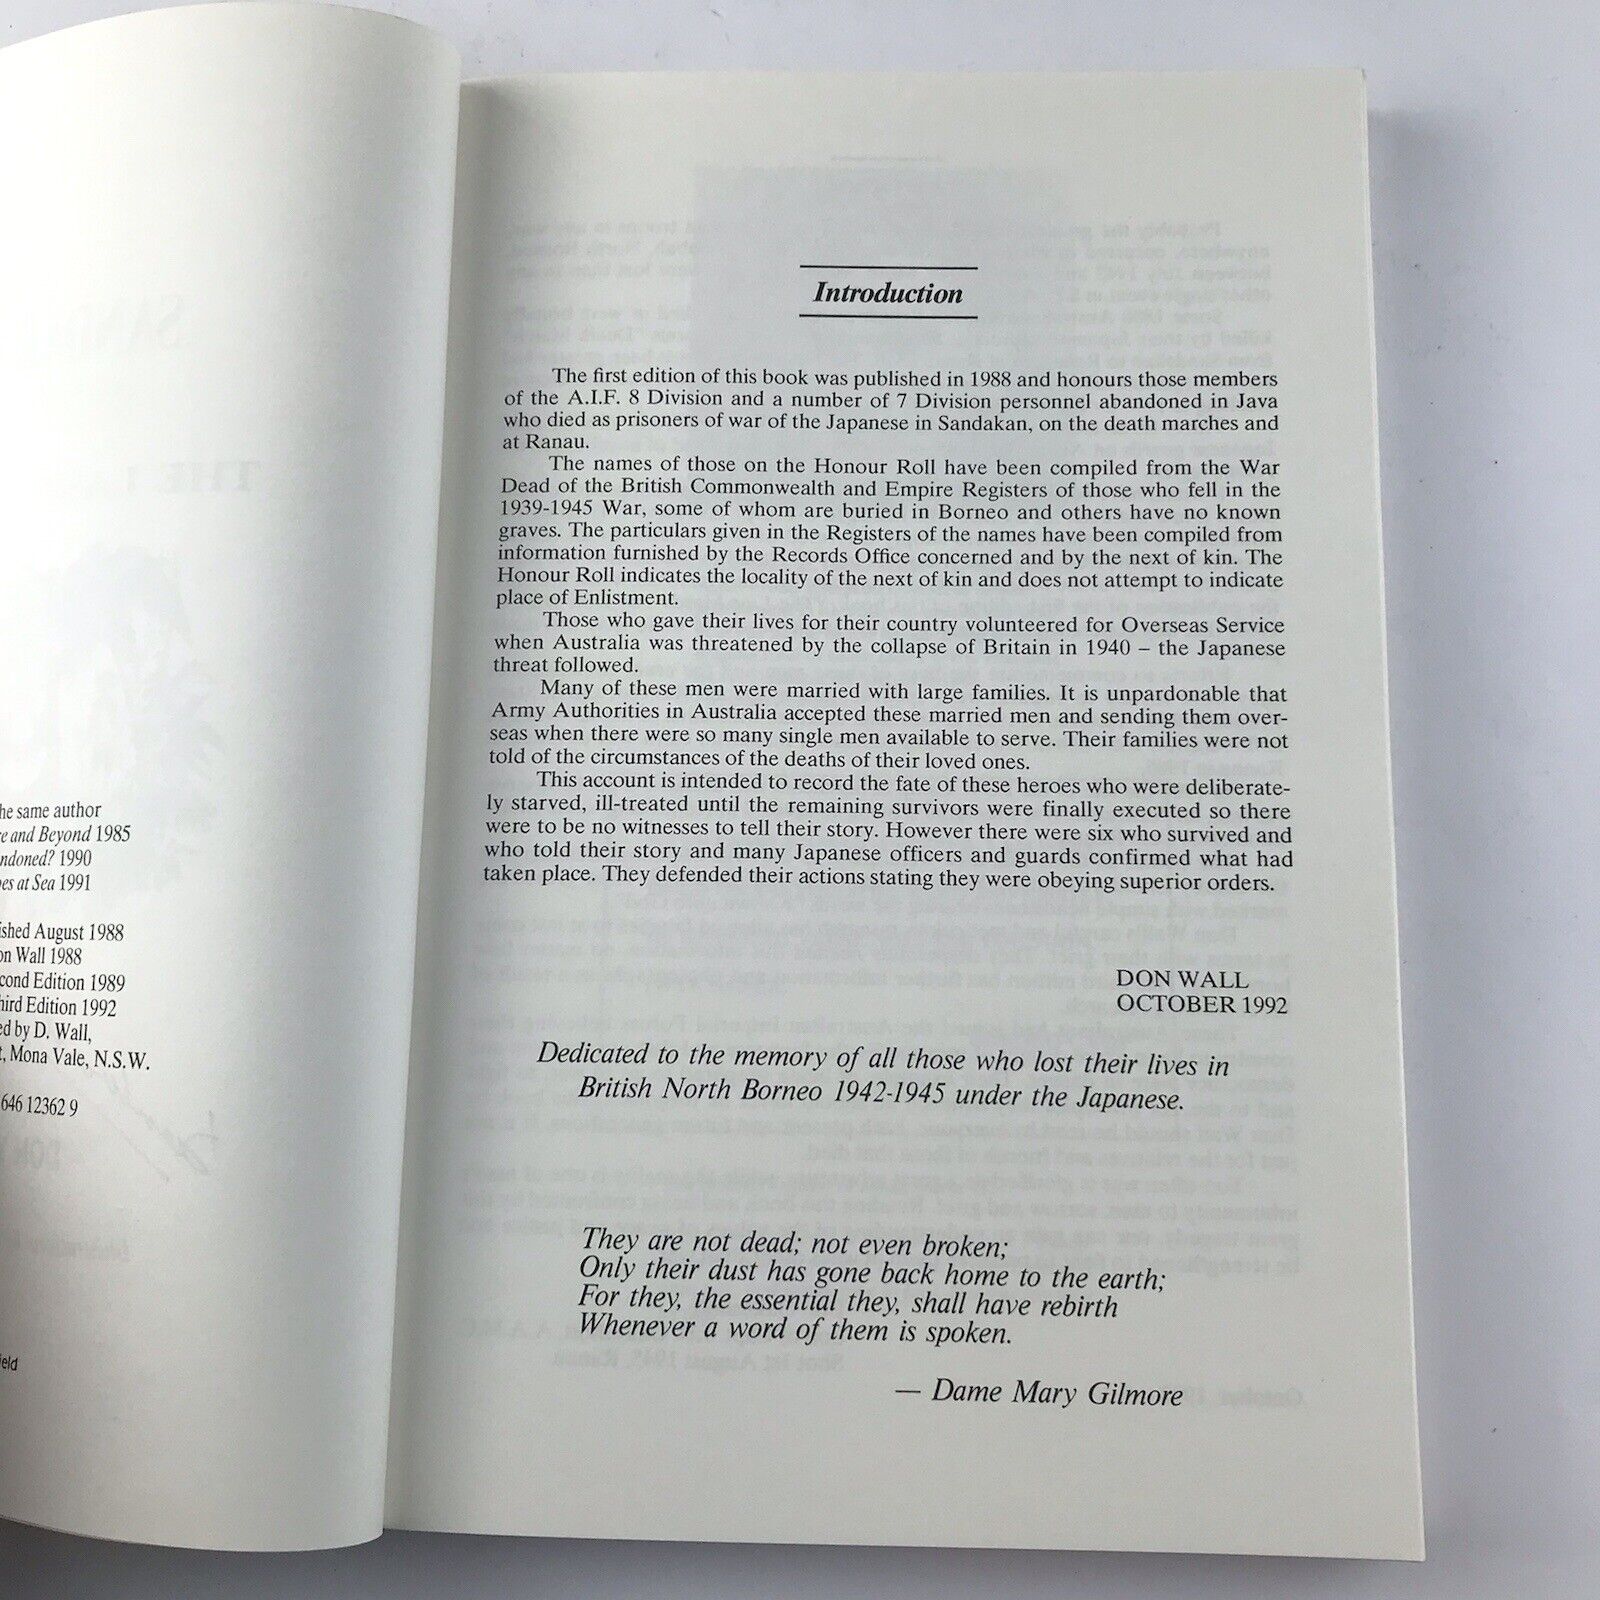 he same author
e and Beyond 1985
ndoned? 1990
es at Sea 1991
ished August 1988
on Wall 1988
cond Edition 1989
hird Edition 1992
ed by D. Wall,
t, Mona Vale, N.S.W.
646 12362 9
ield
Introduction
The first edition of this book was published in 1988 and honours those members
of the A.I.F. 8 Division and a number of 7 Division personnel abandoned in Java
who died as prisoners of war of the Japanese in Sandakan, on the death marches and
at Ranau.
The names of those on the Honour Roll have been compiled from the War
Dead of the British Commonwealth and Empire Registers of those who fell in the
1939-1945 War, some of whom are buried in Borneo and others have no known
graves. The particulars given in the Registers of the names have been compiled from
information furnished by the Records Office concerned and by the next of kin. The
Honour Roll indicates the locality of the next of kin and does not attempt to indicate
place of Enlistment.
Those who gave their lives for their country volunteered for Overseas Service
when Australia was threatened by the collapse of Britain in 1940 – the Japanese
threat followed.
Many of these men were married with large families. It is unpardonable that
Army Authorities in Australia accepted these married men and sending them over-
seas when there were so many single men available to serve. Their families were not
told of the circumstances of the deaths of their loved ones.
This account is intended to record the fate of these heroes who were deliberate-
ly starved, ill-treated until the remaining survivors were finally executed so there
were to be no witnesses to tell their story. However there were six who survived and
who told their story and many Japanese officers and guards confirmed what had
taken place. They defended their actions stating they were obeying superior orders.
DON WALL
OCTOBER 1992
Dedicated to the memory of all those who lost their lives in
British North Borneo 1942-1945 under the Japanese.
They are not dead; not even broken;
Only their dust has gone back home to the earth;
For they, the essential they, shall have rebirth
Whenever a word of them is spoken.
— Dame Mary Gilmore